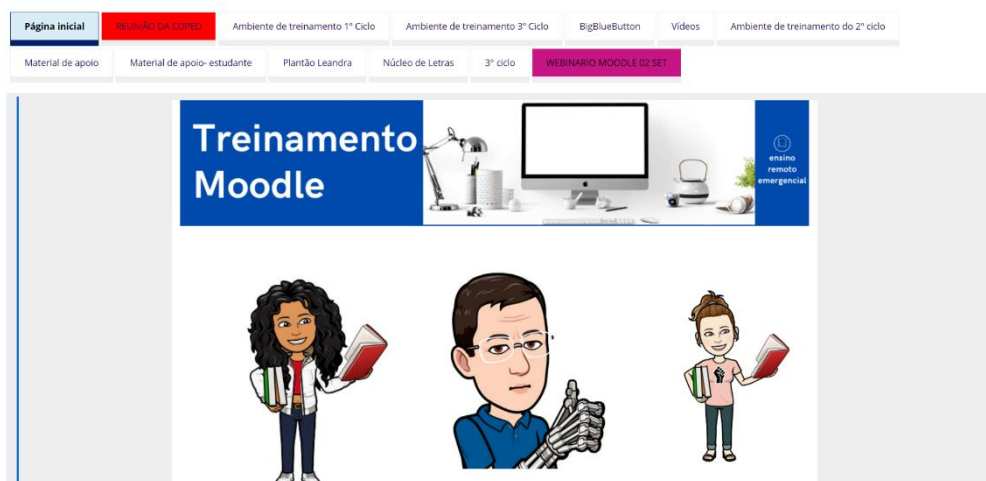 Página inicial REUNIÃO DA COPED Ambiente de treinamento 1º Ciclo Ambiente de treinamento 3º Ciclo BigBlueButton Vídeos Ambiente de treinamento do 2º ciclo
Material de apoio Material de apoio- estudante Plantão Leandra Núcleo de Letras 3º ciclo WEBINARIO MOODLE 02 SET
Treinamento
Moodle
ensino
remoto
emergencial